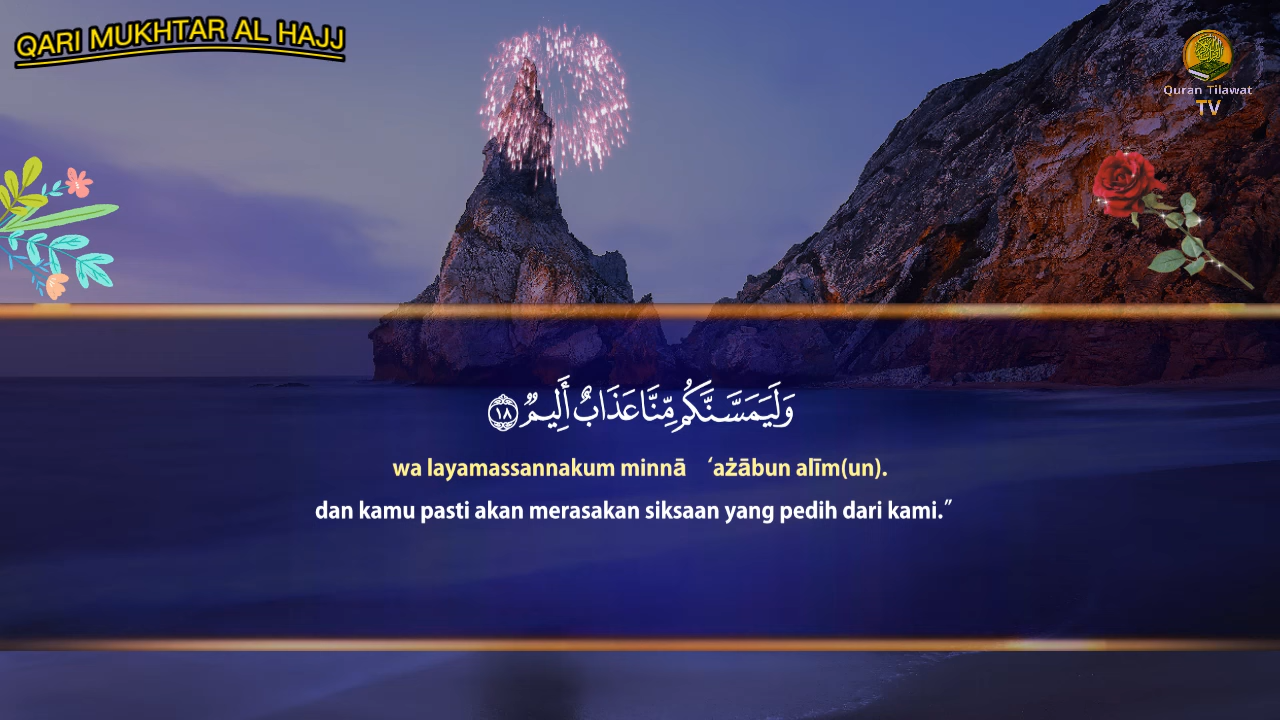 QARI MUKHTAR AL HAJJ
Quran Tilawat
TV
وَلَيَمَسَّنَّكُم مِّنَّا عَذَابٌ أَلِيمٌ ١٨
wa layamassannakum minnā ‘ażābun alīm(un).
dan kamu pasti akan merasakan siksaan yang pedih dari kami.”